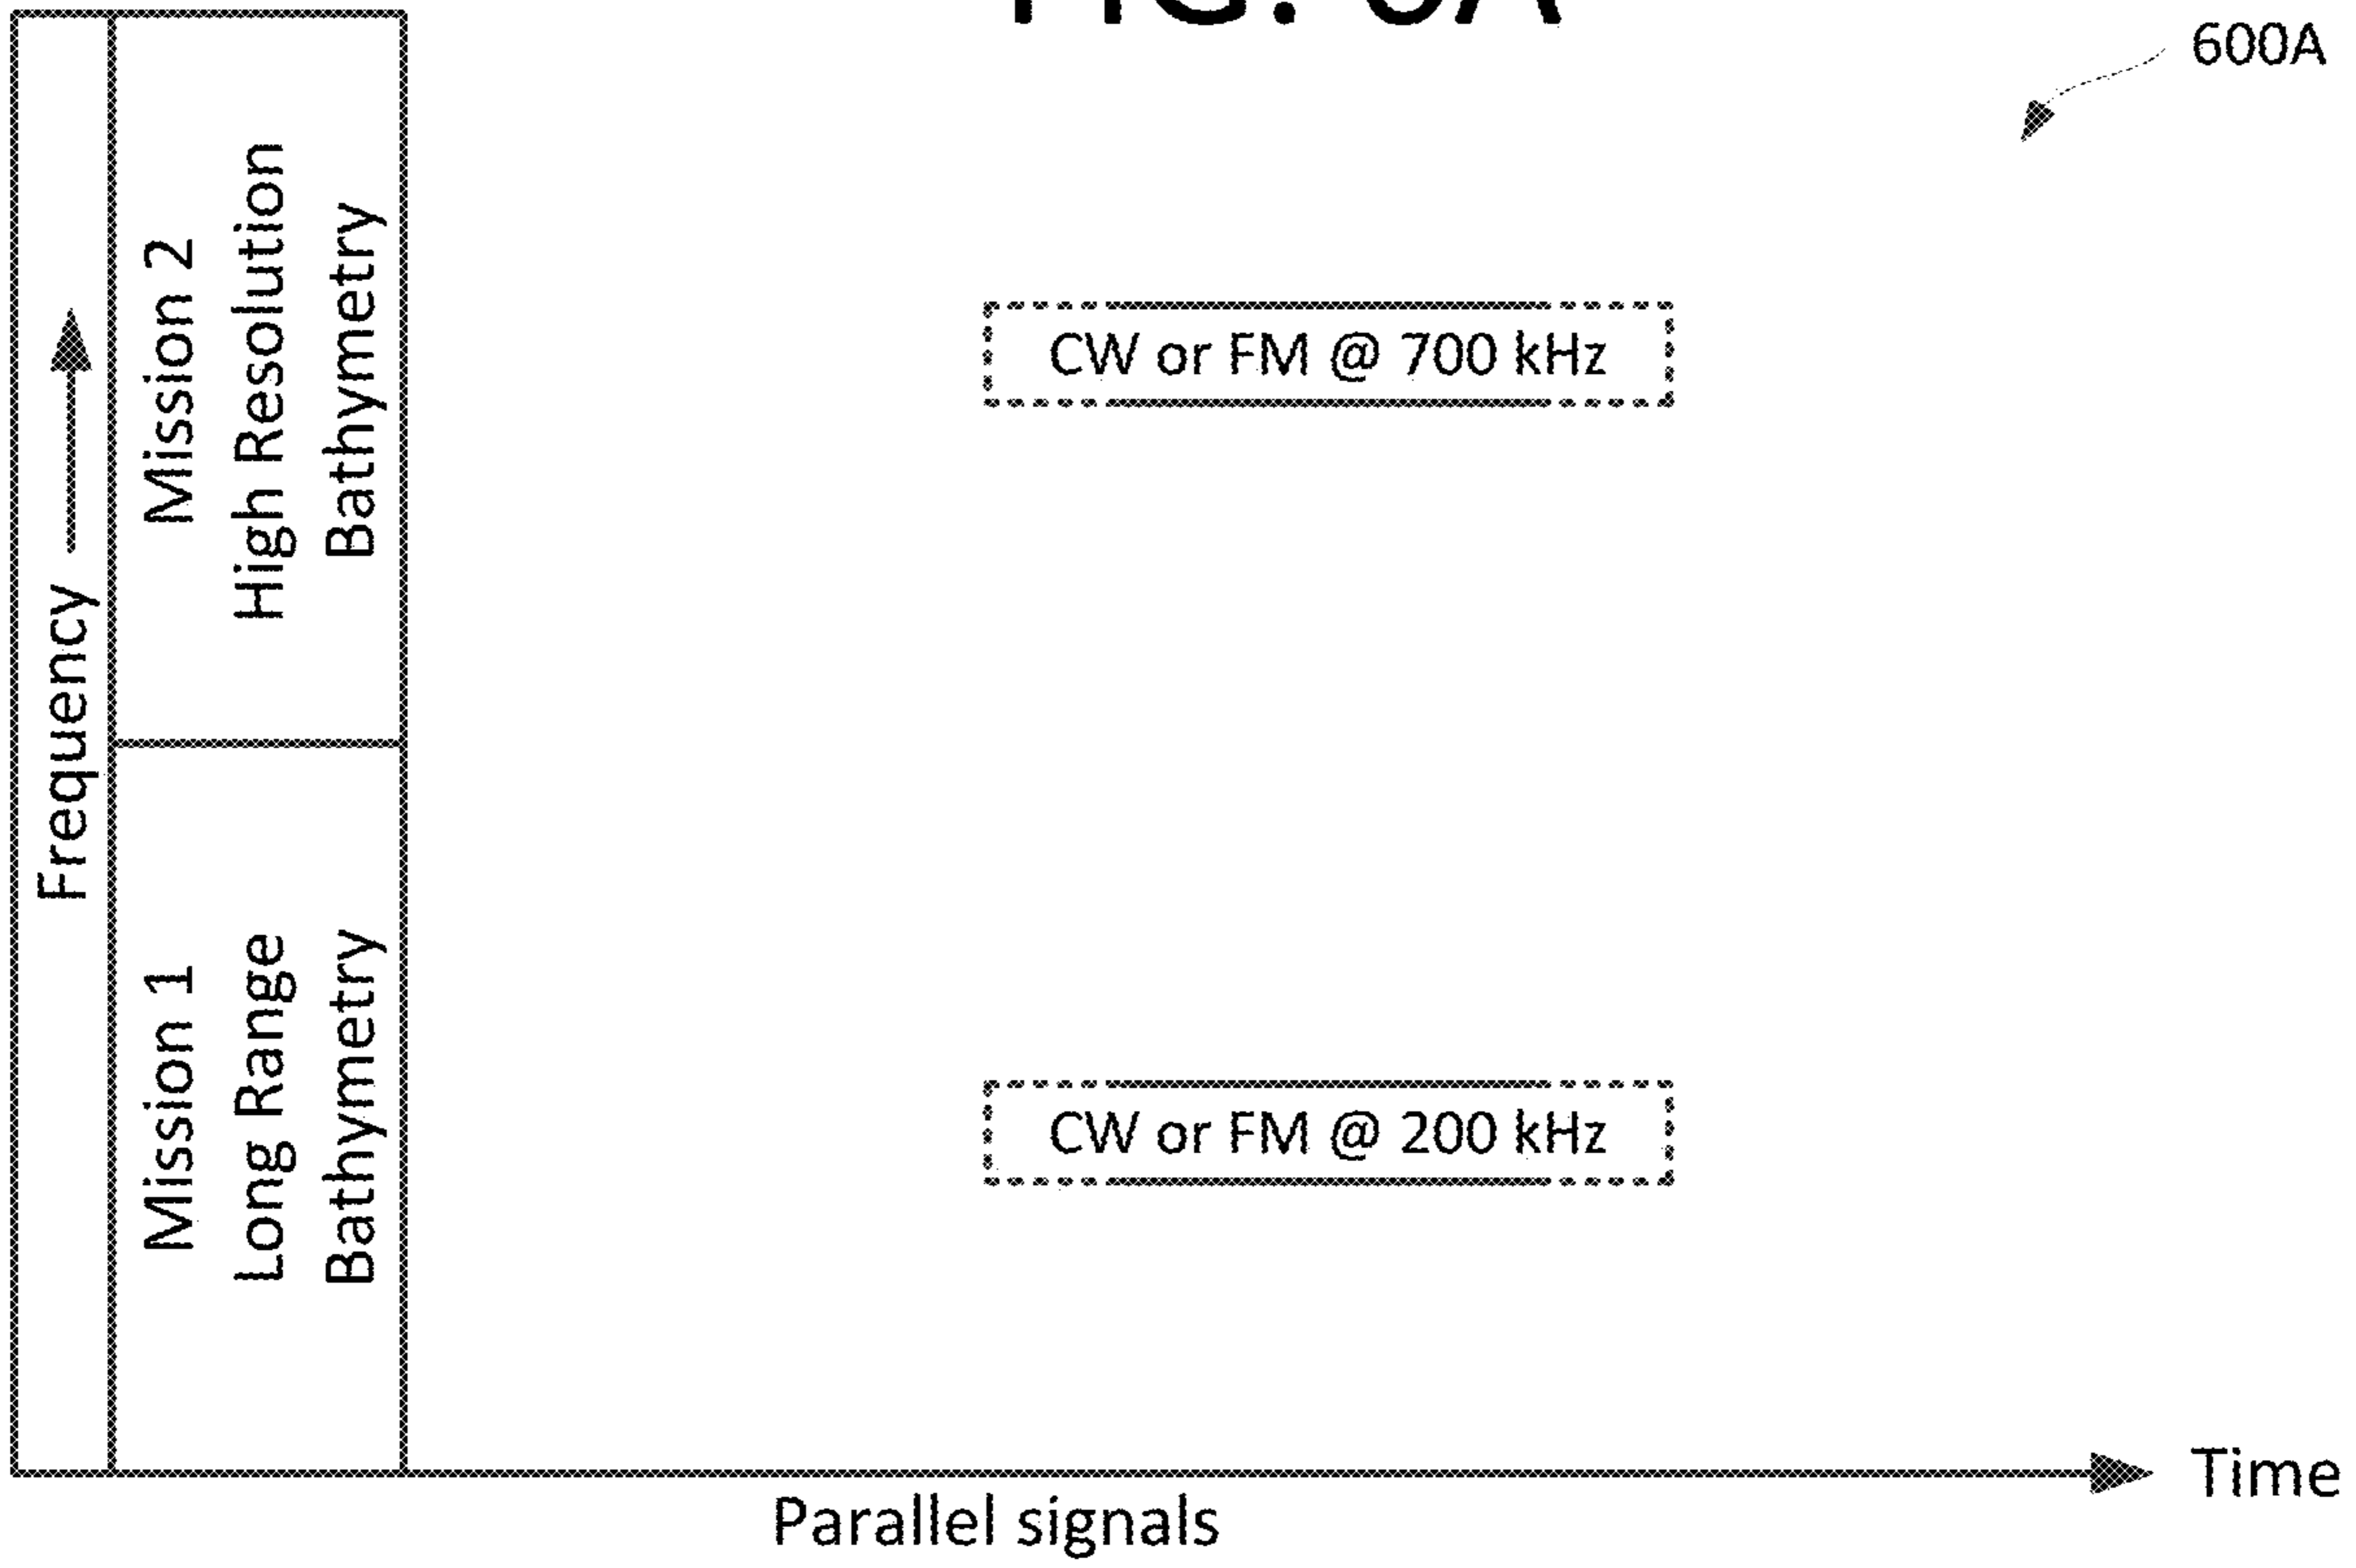 600A
Frequency
Mission 2
High Resolution
Bathymetry
CW or FM @ 700 kHz
Mission 1
Long Range
Bathymetry
CW or FM @ 200 kHz
Time
Parallel signals